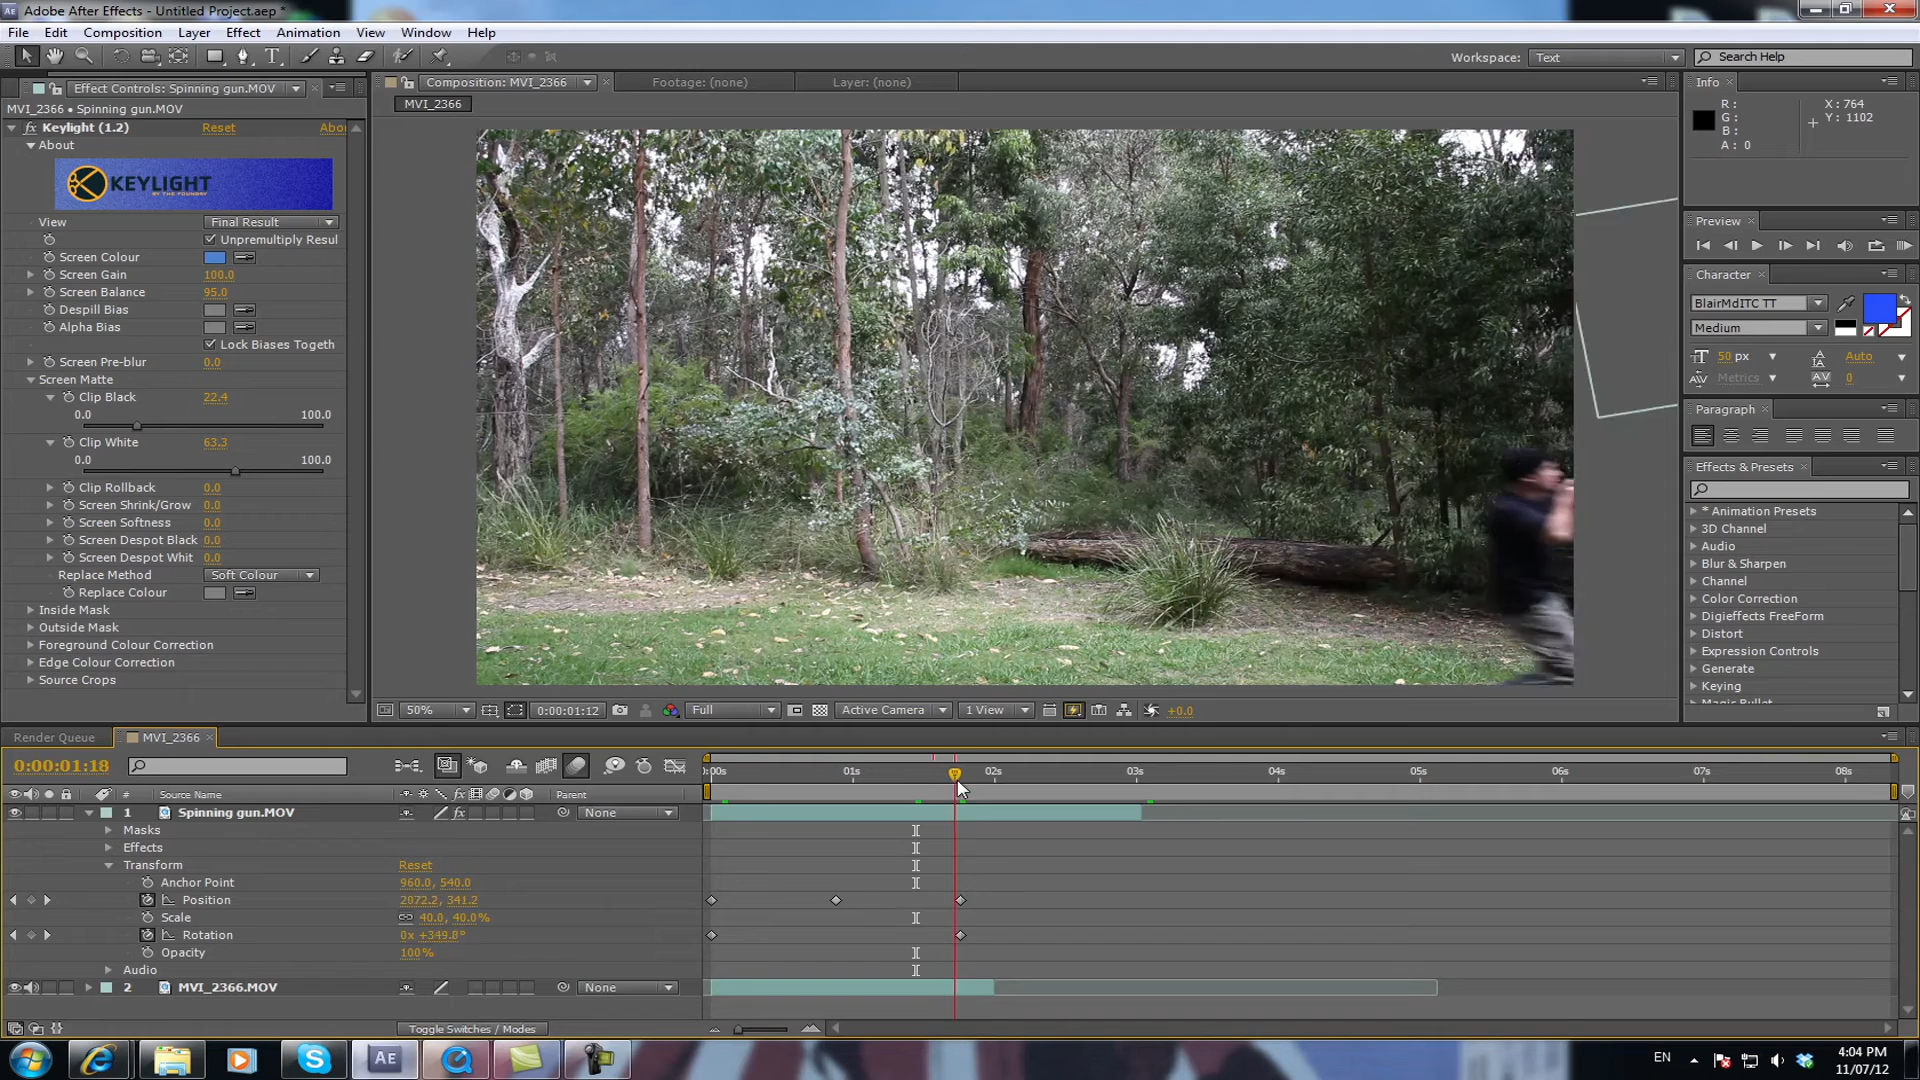 Adobe After Effects - Untitled Project.aep *
File Edit Composition Layer Effect Animation View Window Help
Workspace: Text Search Help
Effect Controls: Spinning gun.MOV
MVI_2366 • Spinning gun.MOV
Keylight (1.2) Reset Abou
About
KEYLIGHT
BY THE FOUNDRY
View Final Result
Unpremultiply Resul
Screen Colour
Screen Gain 100.0
Screen Balance 95.0
Despill Bias
Alpha Bias
Lock Biases Togeth
Screen Pre-blur 0.0
Screen Matte
Clip Black 22.4
0.0 100.0
Clip White 63.3
0.0 100.0
Clip Rollback 0.0
Screen Shrink/Grow 0.0
Screen Softness 0.0
Screen Despot Black 0.0
Screen Despot Whit 0.0
Replace Method Soft Colour
Replace Colour
Inside Mask
Outside Mask
Foreground Colour Correction
Edge Colour Correction
Source Crops
Composition: MVI_2366 Footage: (none) Layer: (none)
MVI_2366
50% 0:00:01:12 Full Active Camera 1 View +0.0
Info
R : X : 764
G : Y : 1102
B :
A : 0
Preview
Character
BlairMdITC TT
Medium
50 px Auto
Metrics 0
Paragraph
Effects & Presets
* Animation Presets
3D Channel
Audio
Blur & Sharpen
Channel
Color Correction
Digieffects FreeForm
Distort
Expression Controls
Generate
Keying
Magic Bullet
Render Queue MVI_2366
0:00:01:18
:00s 01s 02s 03s 04s 05s 06s 07s 08s
# Source Name Parent
1 Spinning gun.MOV None
Masks
Effects
Transform Reset
Anchor Point 960.0, 540.0
Position 2072.2, 341.2
Scale 40.0, 40.0%
Rotation 0x +349.8°
Opacity 100%
Audio
2 MVI_2366.MOV None
Toggle Switches / Modes
EN 4:04 PM
11/07/12